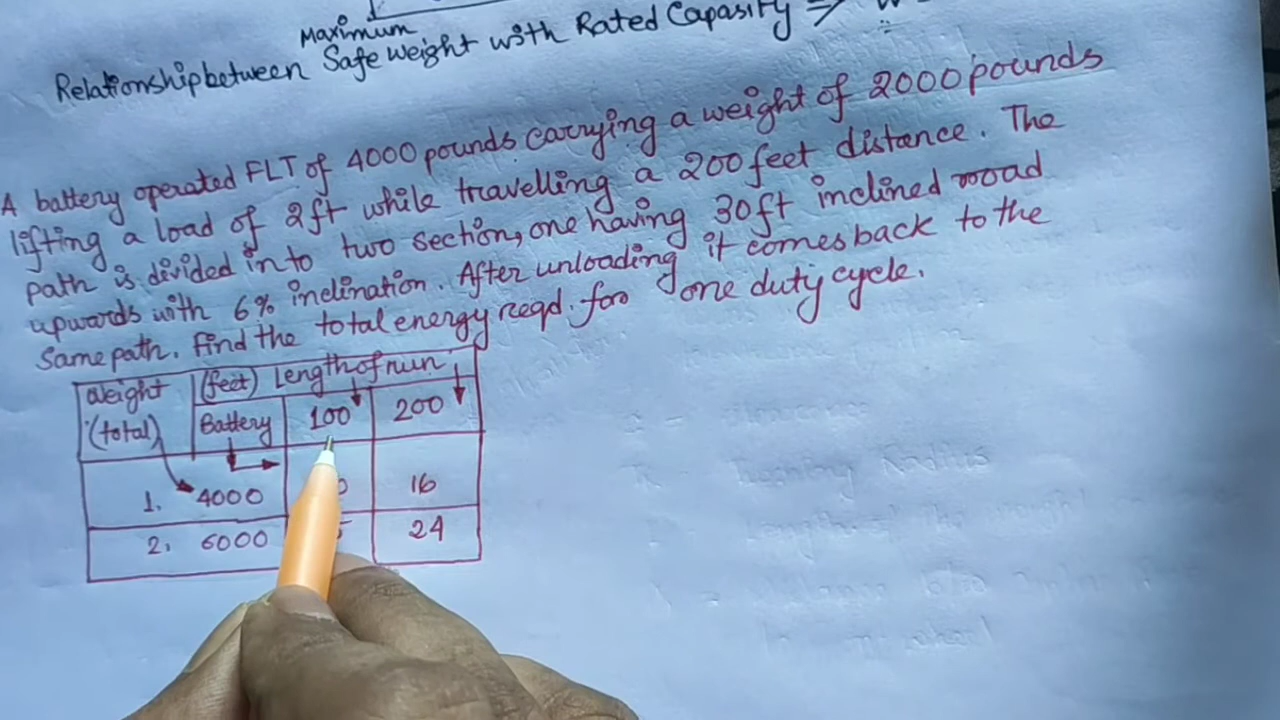 Maximum
Relationship between Safe Weight with Rated Capasity ⇒
A battery operated FLT of 4000 pounds carrying a weight of 2000 pounds
lifting a load of 2ft while travelling a 200 feet distance. The
path is divided in to two section, one having 30ft inclined road
upwards with 6% inclination. After unloading it comes back to the
same path. Find the total energy reqd. for one duty cycle.
Weight (total) (feet) Length of run
Battery 100 200
1. 4000 16
2. 6000 24